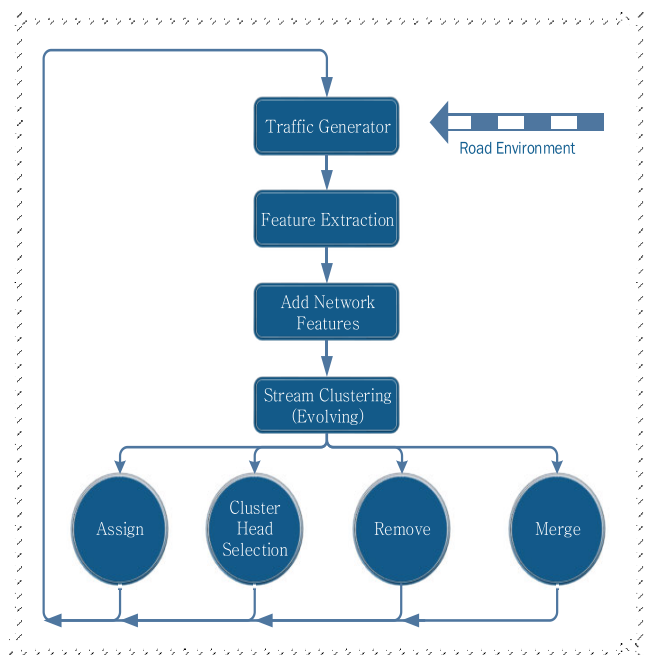 Traffic Generator
Road Environment
Feature Extraction
Add Network
Features
Stream Clustering
(Evolving)
Assign
Cluster
Head
Selection
Remove
Merge